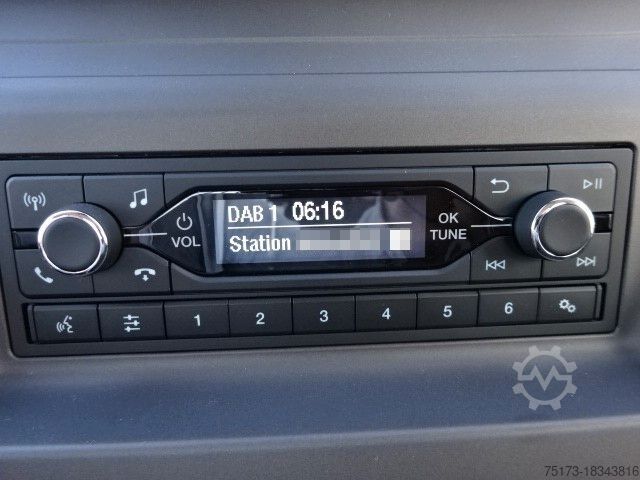 DAB 1 06:16
Station
VOL
OK
TUNE
1 2 3 4 5 6
75173-18343816